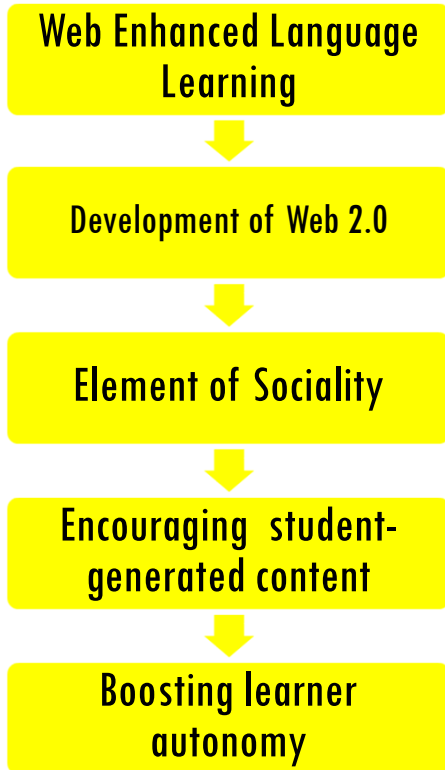 Web Enhanced Language
Learning
Development of Web 2.0
Element of Sociality
Encouraging student-
generated content
Boosting learner
autonomy